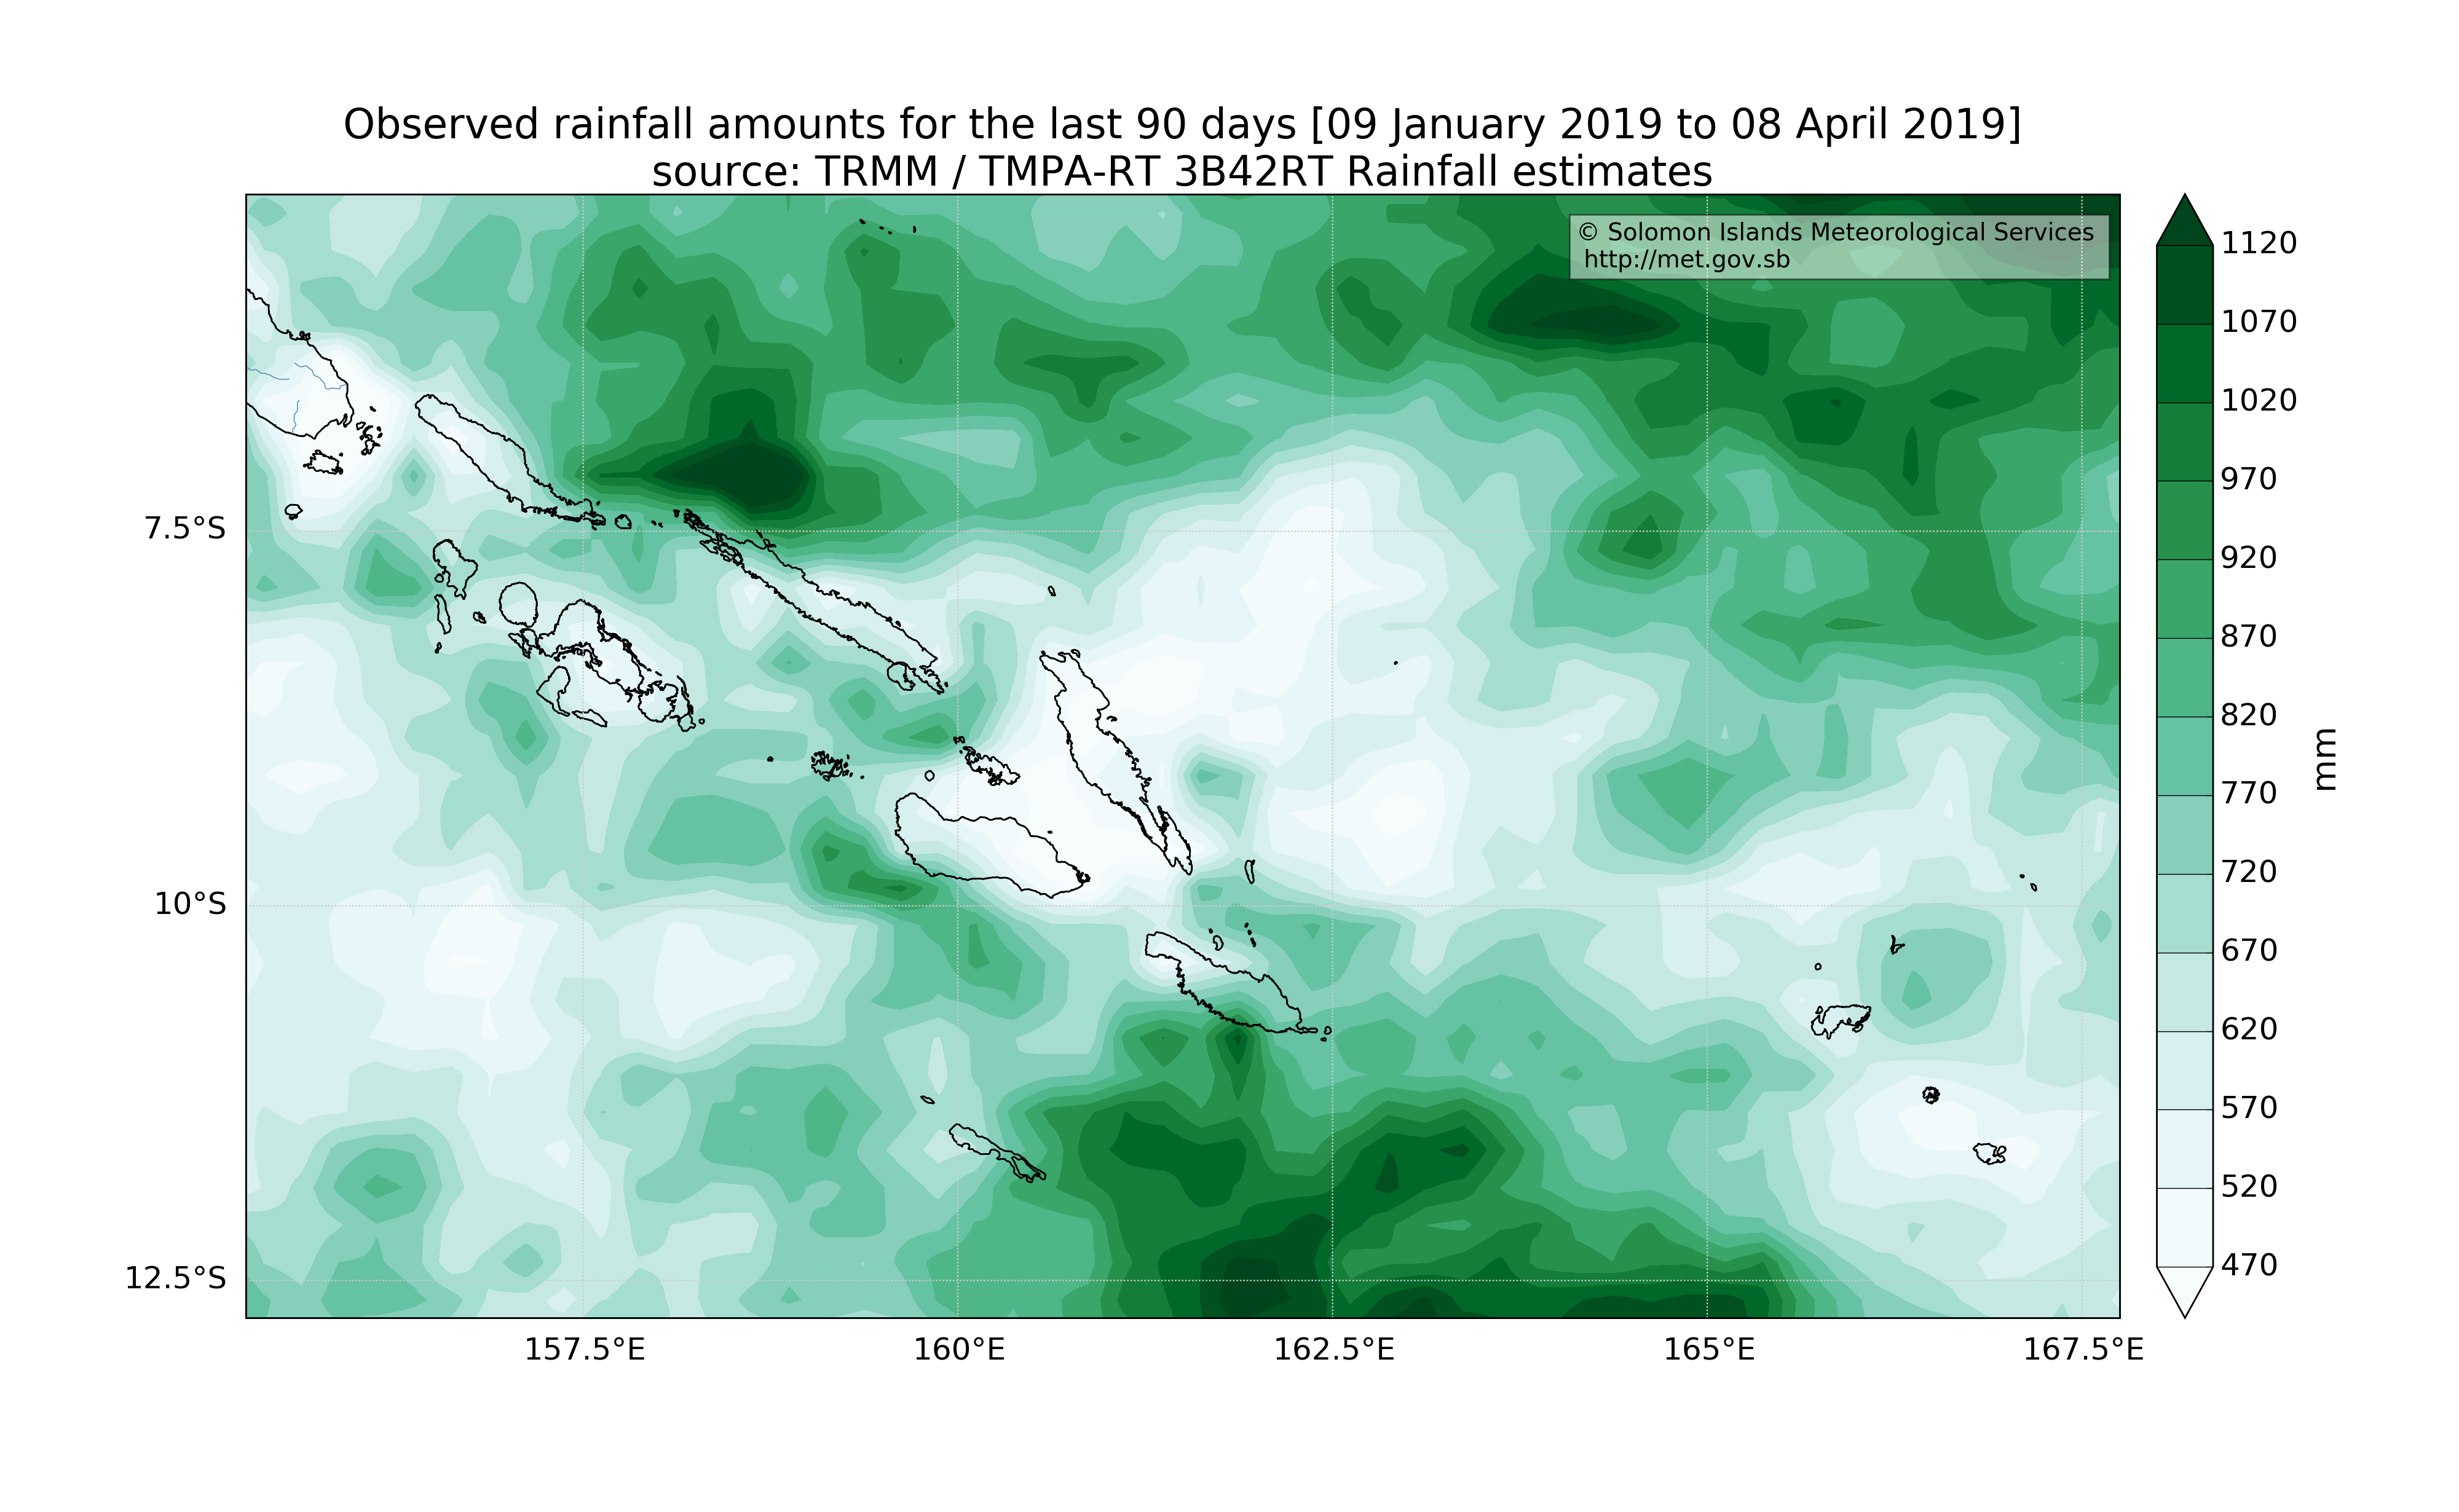 Observed rainfall amounts for the last 90 days [09 January 2019 to 08 April 2019]
source: TRMM / TMPA-RT 3B42RT Rainfall estimates
© Solomon Islands Meteorological Services
http://met.gov.sb
1120
1070
1020
970
920
870
820
770
720
670
620
570
520
470
mm
7.5°S
10°S
12.5°S
157.5°E
160°E
162.5°E
165°E
167.5°E